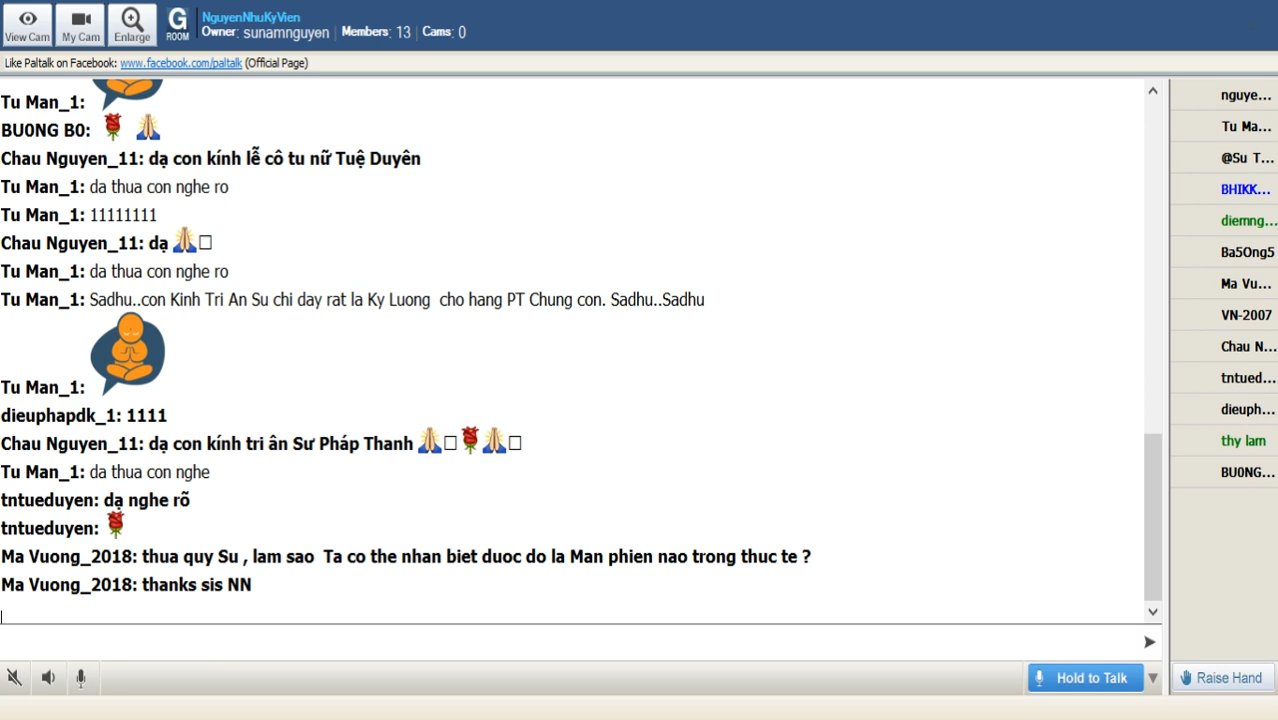 View Cam
My Cam
Enlarge
G
ROOM
NguyenNhuKyVien
Owner: sunamnguyen Members: 13 Cams: 0
Like Paltalk on Facebook: www.facebook.com/paltalk (Official Page)
Tu Man_1:
BU0NG B0:
Chau Nguyen_11: dạ con kính lễ cô tu nữ Tuệ Duyên
Tu Man_1: da thua con nghe ro
Tu Man_1: 11111111
Chau Nguyen_11: dạ
Tu Man_1: da thua con nghe ro
Tu Man_1: Sadhu..con Kinh Tri An Su chi day rat la Ky Luong cho hang PT Chung con. Sadhu..Sadhu
Tu Man_1:
dieuphapdk_1: 1111
Chau Nguyen_11: dạ con kính tri ân Sư Pháp Thanh
Tu Man_1: da thua con nghe
tntueduyen: dạ nghe rõ
tntueduyen:
Ma Vuong_2018: thua quy Su , lam sao Ta co the nhan biet duoc do la Man phien nao trong thuc te ?
Ma Vuong_2018: thanks sis NN
nguye...
Tu Ma...
@Su T...
BHIKK...
diemng...
Ba5Ong5
Ma Vu...
VN-2007
Chau N...
tntued...
dieuph...
thy lam
BU0NG...
Hold to Talk
Raise Hand